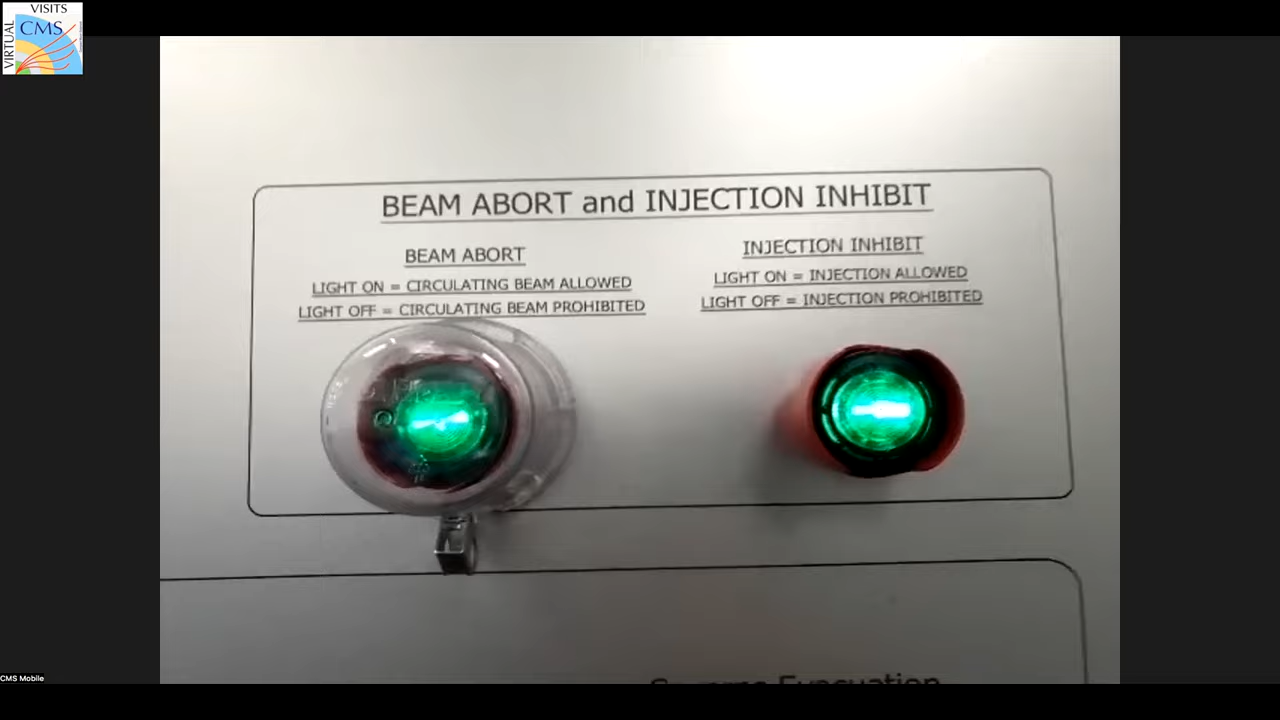 VISITS
VIRTUAL
CMS
BEAM ABORT and INJECTION INHIBIT
BEAM ABORT
LIGHT ON = CIRCULATING BEAM ALLOWED
LIGHT OFF = CIRCULATING BEAM PROHIBITED
INJECTION INHIBIT
LIGHT ON = INJECTION ALLOWED
LIGHT OFF = INJECTION PROHIBITED
Evacuation
CMS Mobile